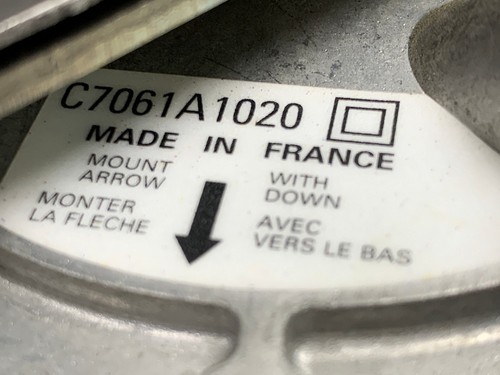 C7061A1020
MADE IN FRANCE
MOUNT WITH
ARROW DOWN
MONTER AVEC
LA FLECHE VERS LE BAS